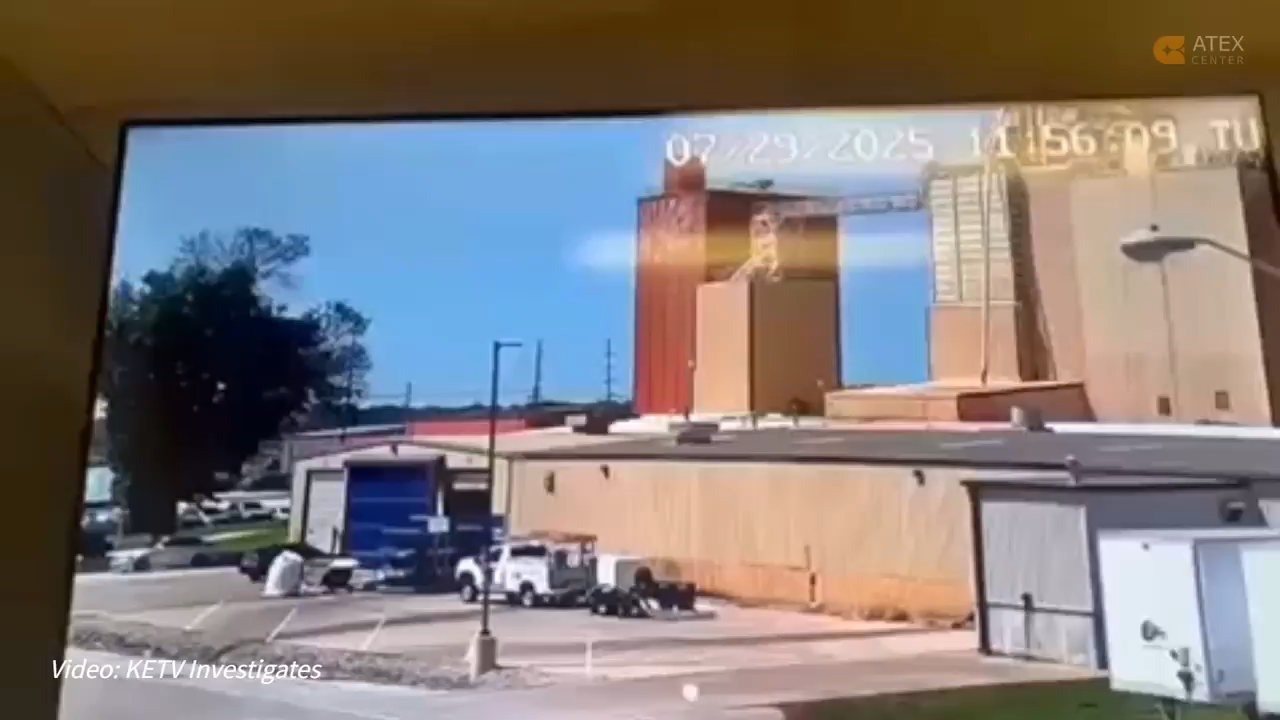 ATEX
CENTER
07/29/2025 11:56:09 TU
Video: KETV Investigates